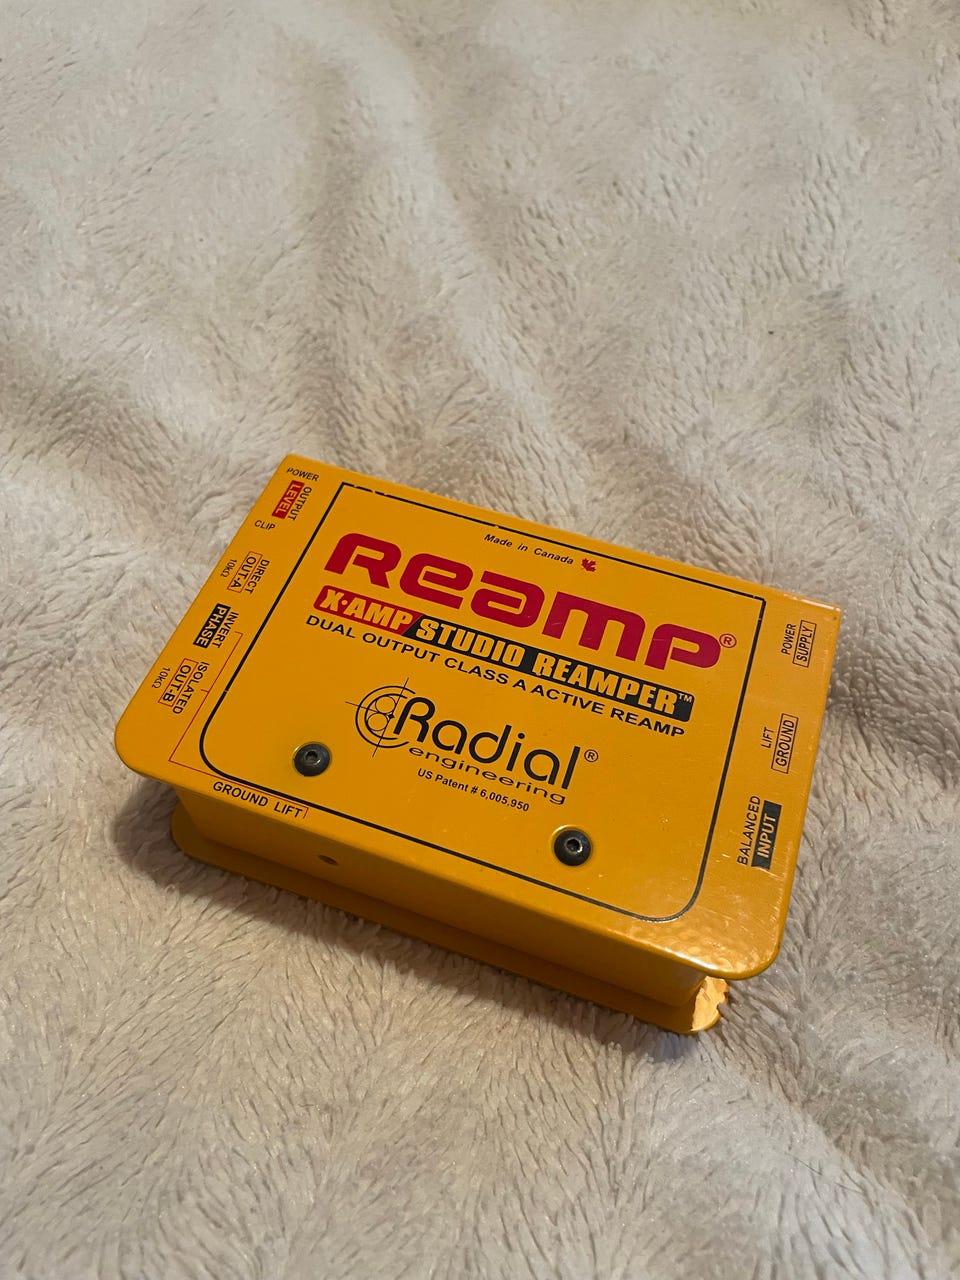 POWER
OUTPUT
LEVEL
CLIP
DIRECT
OUT-A
10KΩ
INVERT
PHASE
ISOLATED
OUT-B
10KΩ
GROUND LIFT
Made in Canada
Reamp®
X·AMP STUDIO REAMPER™
DUAL OUTPUT CLASS A ACTIVE REAMP
Radial®
engineering
US Patent # 6,005,950
POWER
SUPPLY
LIFT
GROUND
BALANCED
INPUT